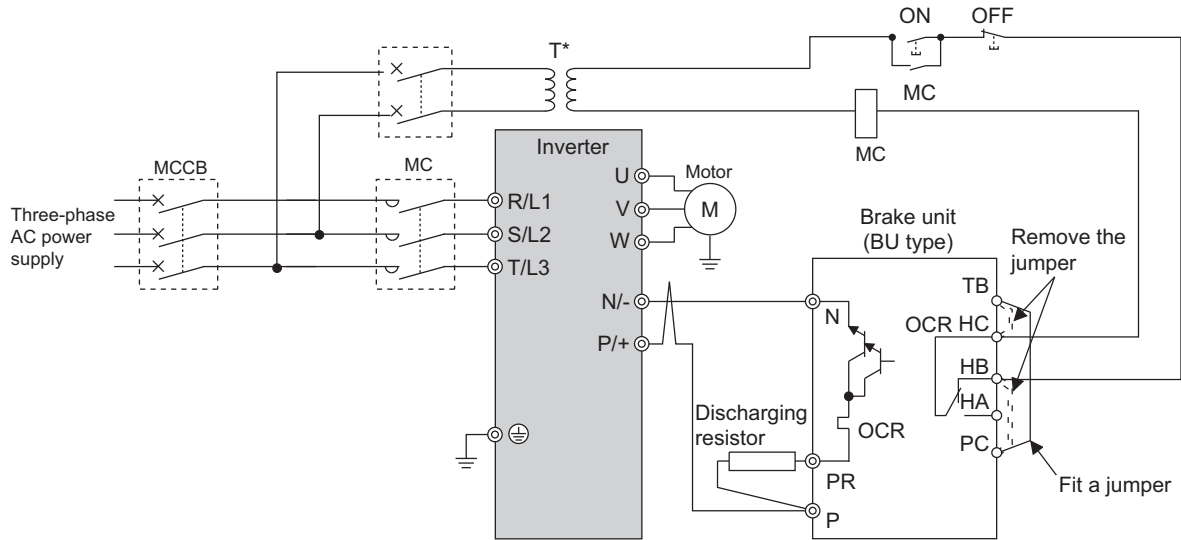 ON
OFF
T*
MC
MC
Inverter
MCCB
MC
Motor
U
R/L1
V
M
Three-phase
AC power
supply
S/L2
W
T/L3
Brake unit
(BU type)
Remove the
jumper
TB
N/-
N
OCR
HC
P/+
HB
HA
Discharging
resistor
OCR
PC
PR
Fit a jumper
P